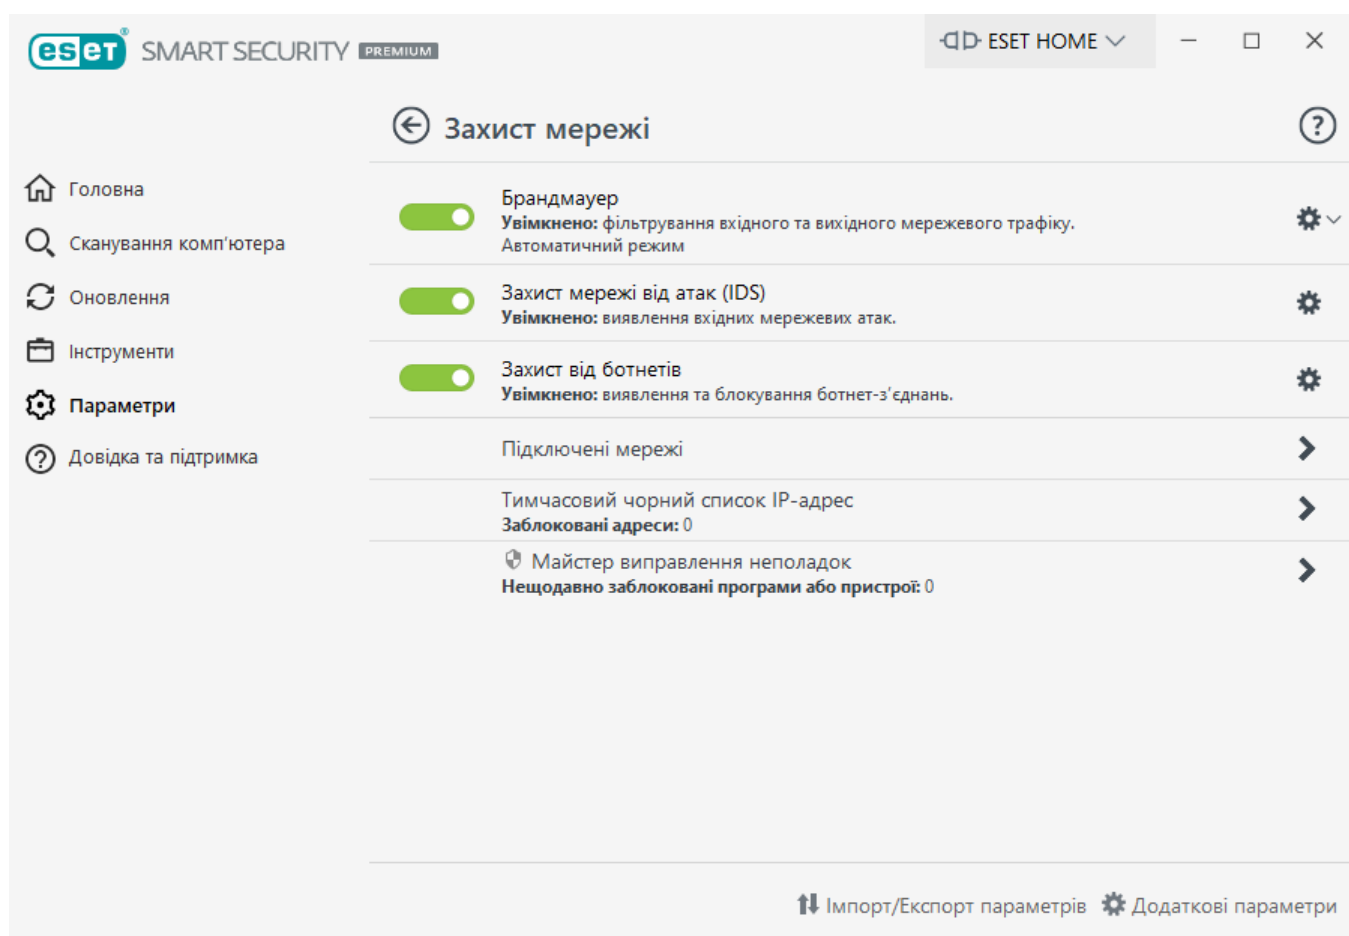 eset® SMART SECURITY PREMIUM
ESET HOME
Захист мережі
Головна
Сканування комп'ютера
Оновлення
Інструменти
Параметри
Довідка та підтримка
Брандмауер
Увімкнено: фільтрування вхідного та вихідного мережевого трафіку.
Автоматичний режим
Захист мережі від атак (IDS)
Увімкнено: виявлення вхідних мережевих атак.
Захист від ботнетів
Увімкнено: виявлення та блокування ботнет-з'єднань.
Підключені мережі
Тимчасовий чорний список IP-адрес
Заблоковані адреси: 0
Майстер виправлення неполадок
Нещодавно заблоковані програми або пристрої: 0
Імпорт/Експорт параметрів Додаткові параметри